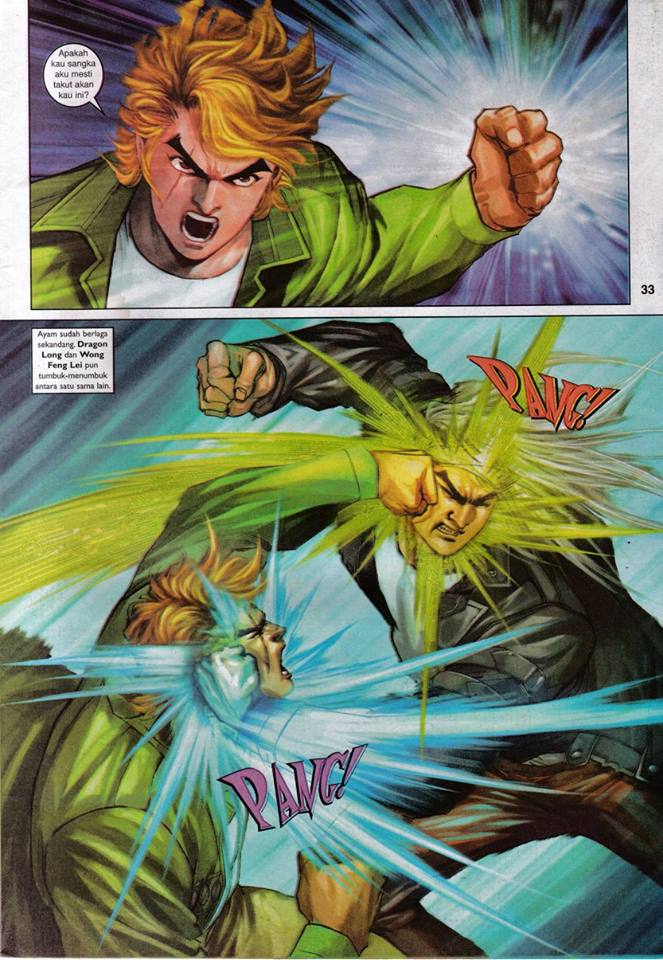 Apakah
kau sangka
aku mesti
takut akan
kau ini?
33
Ayam sudah berlaga
sekandang. Dragon
Long dan Wong
Feng Lei pun
tumbuk-menumbuk
antara satu sama lain.
PANG!
PANG!